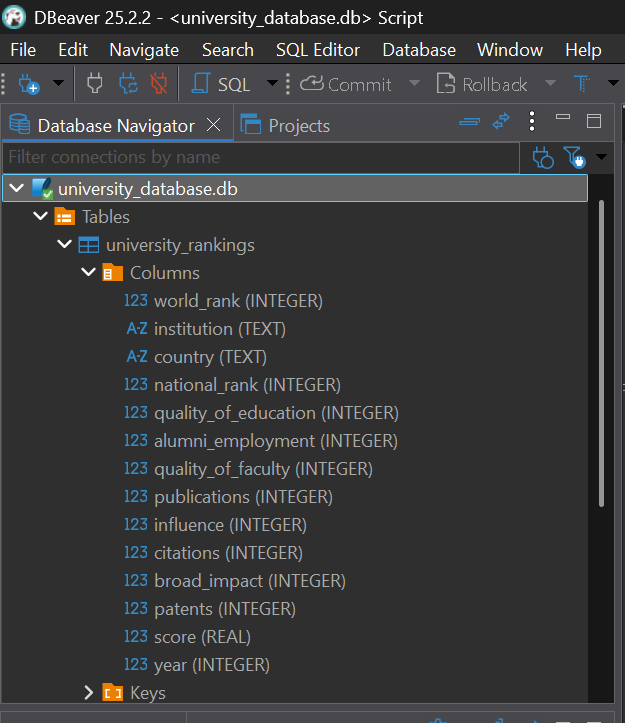 DBeaver 25.2.2 - <university_database.db> Script
File Edit Navigate Search SQL Editor Database Window Help
SQL Commit Rollback T
Database Navigator Projects
Filter connections by name
university_database.db
Tables
university_rankings
Columns
123 world_rank (INTEGER)
A-Z institution (TEXT)
A-Z country (TEXT)
123 national_rank (INTEGER)
123 quality_of_education (INTEGER)
123 alumni_employment (INTEGER)
123 quality_of_faculty (INTEGER)
123 publications (INTEGER)
123 influence (INTEGER)
123 citations (INTEGER)
123 broad_impact (INTEGER)
123 patents (INTEGER)
123 score (REAL)
123 year (INTEGER)
Keys